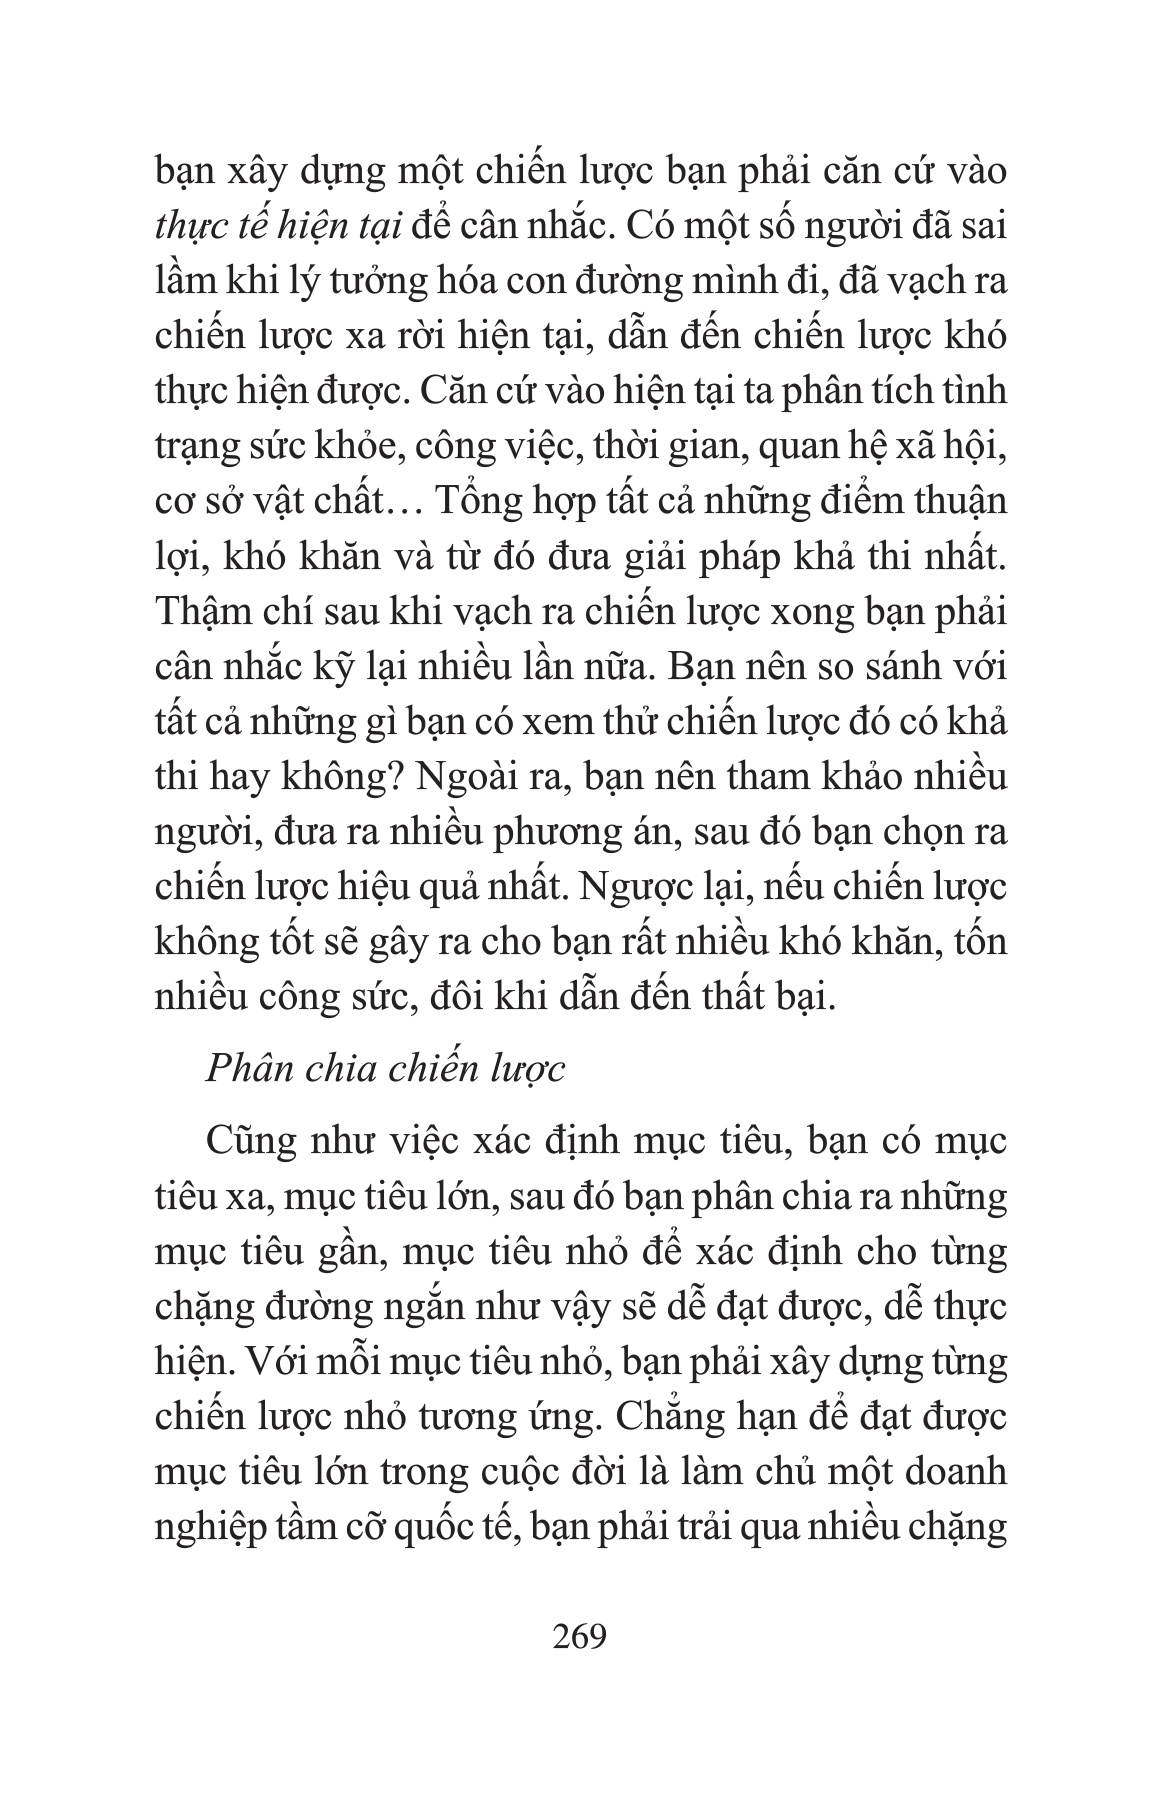 bạn xây dựng một chiến lược bạn phải căn cứ vào
thực tế hiện tại để cân nhắc. Có một số người đã sai
lầm khi lý tưởng hóa con đường mình đi, đã vạch ra
chiến lược xa rời hiện tại, dẫn đến chiến lược khó
thực hiện được. Căn cứ vào hiện tại ta phân tích tình
trạng sức khỏe, công việc, thời gian, quan hệ xã hội,
cơ sở vật chất… Tổng hợp tất cả những điểm thuận
lợi, khó khăn và từ đó đưa giải pháp khả thi nhất.
Thậm chí sau khi vạch ra chiến lược xong bạn phải
cân nhắc kỹ lại nhiều lần nữa. Bạn nên so sánh với
tất cả những gì bạn có xem thử chiến lược đó có khả
thi hay không? Ngoài ra, bạn nên tham khảo nhiều
người, đưa ra nhiều phương án, sau đó bạn chọn ra
chiến lược hiệu quả nhất. Ngược lại, nếu chiến lược
không tốt sẽ gây ra cho bạn rất nhiều khó khăn, tốn
nhiều công sức, đôi khi dẫn đến thất bại.
Phân chia chiến lược
Cũng như việc xác định mục tiêu, bạn có mục
tiêu xa, mục tiêu lớn, sau đó bạn phân chia ra những
mục tiêu gần, mục tiêu nhỏ để xác định cho từng
chặng đường ngắn như vậy sẽ dễ đạt được, dễ thực
hiện. Với mỗi mục tiêu nhỏ, bạn phải xây dựng từng
chiến lược nhỏ tương ứng. Chẳng hạn để đạt được
mục tiêu lớn trong cuộc đời là làm chủ một doanh
nghiệp tầm cỡ quốc tế, bạn phải trải qua nhiều chặng
269